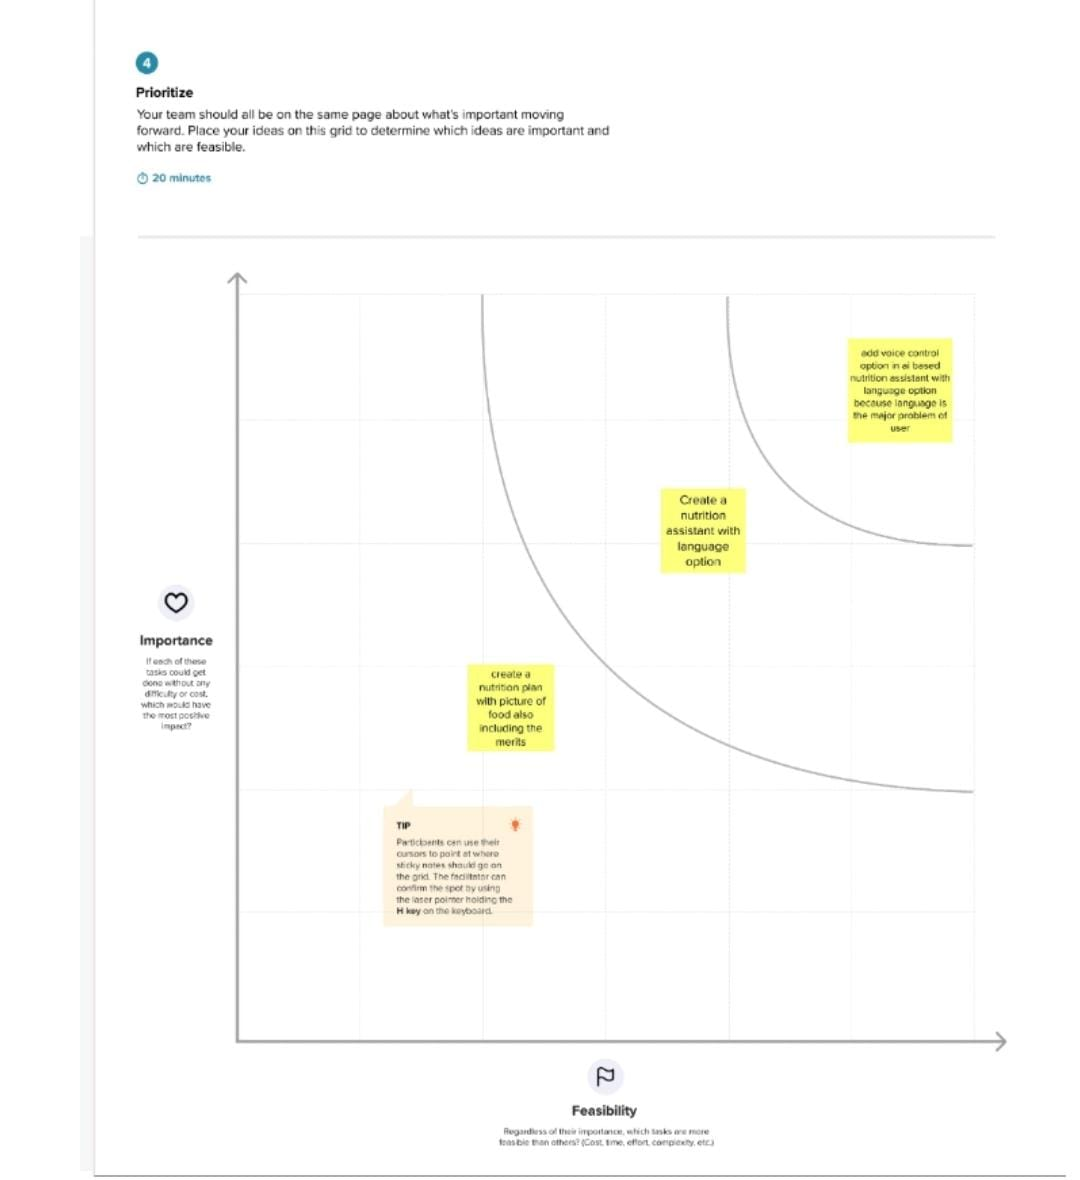 4
Prioritize
Your team should all be on the same page about what's important moving
forward. Place your ideas on this grid to determine which ideas are important and
which are feasible.
20 minutes
add voice control
option in ai based
nutrition assistant with
language option
because language is
the major problem of
user
Create a
nutrition
assistant with
language
option
Importance
If each of these
tasks could get
done without any
difficulty or cost,
which would have
the most positive
impact?
create a
nutrition plan
with picture of
food also
including the
merits
TIP
Participants can use their
cursors to point at where
sticky notes should go on
the grid. The facilitator can
confirm the spot by using
the laser pointer holding the
H key on the keyboard.
Feasibility
Regardless of their importance, which tasks are more
feasible than others? (Cost, time, effort, complexity, etc.)